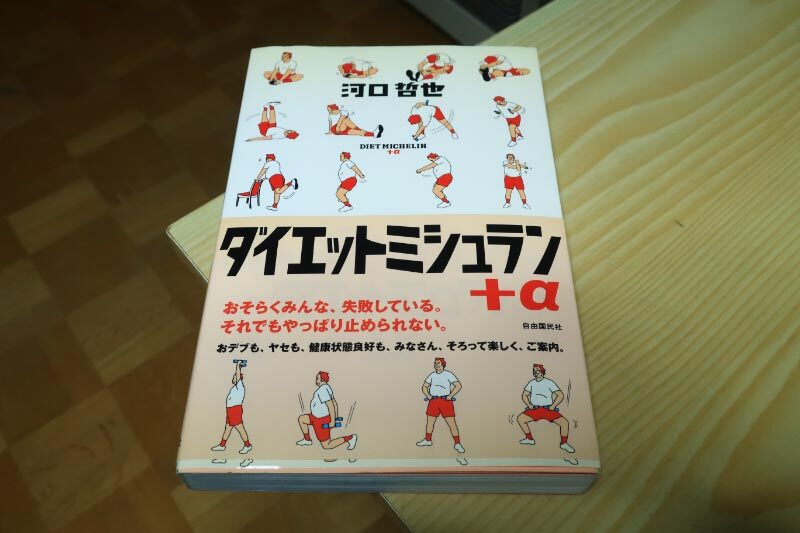 河口 哲也
DIET MICHELIN
+α
ダイエットミシュラン
+α
おそらくみんな、失敗している。
それでもやっぱり止められない。
自由国民社
おデブも、ヤセも、健康状態良好も、みなさん、そろって楽しく、ご案内。